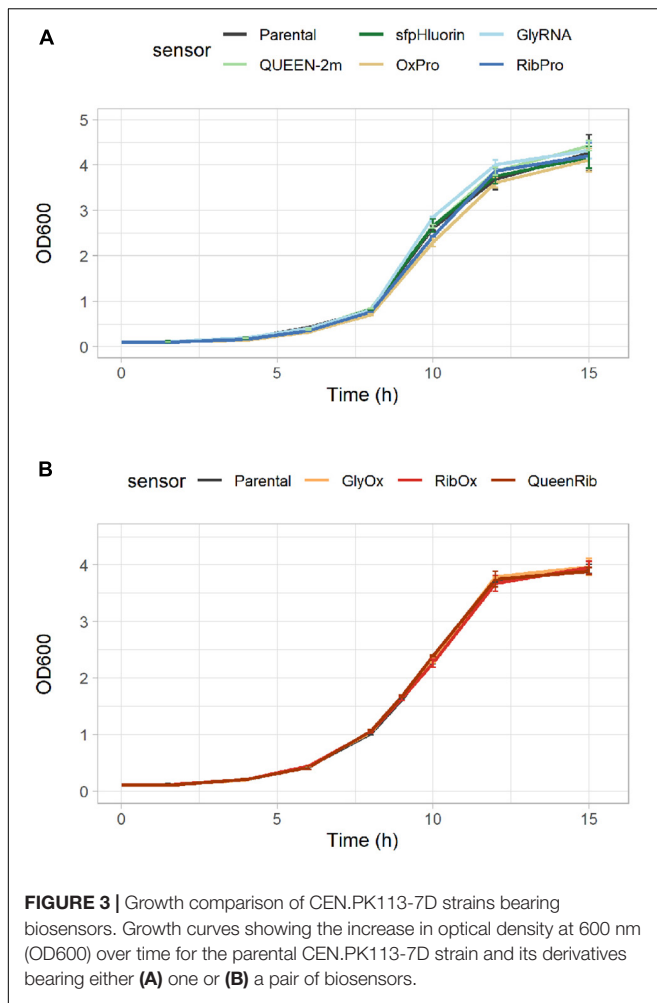 A
sensor
Parental
sfpHluorin
GlyRNA
QUEEN-2m
OxPro
RibPro
5
4
3
2
1
0
OD600
0
5
10
15
Time (h)
B
sensor
Parental
GlyOx
RibOx
QueenRib
4
3
2
1
0
OD600
0
5
10
15
Time (h)
FIGURE 3 | Growth comparison of CEN.PK113-7D strains bearing
biosensors. Growth curves showing the increase in optical density at 600 nm
(OD600) over time for the parental CEN.PK113-7D strain and its derivatives
bearing either (A) one or (B) a pair of biosensors.